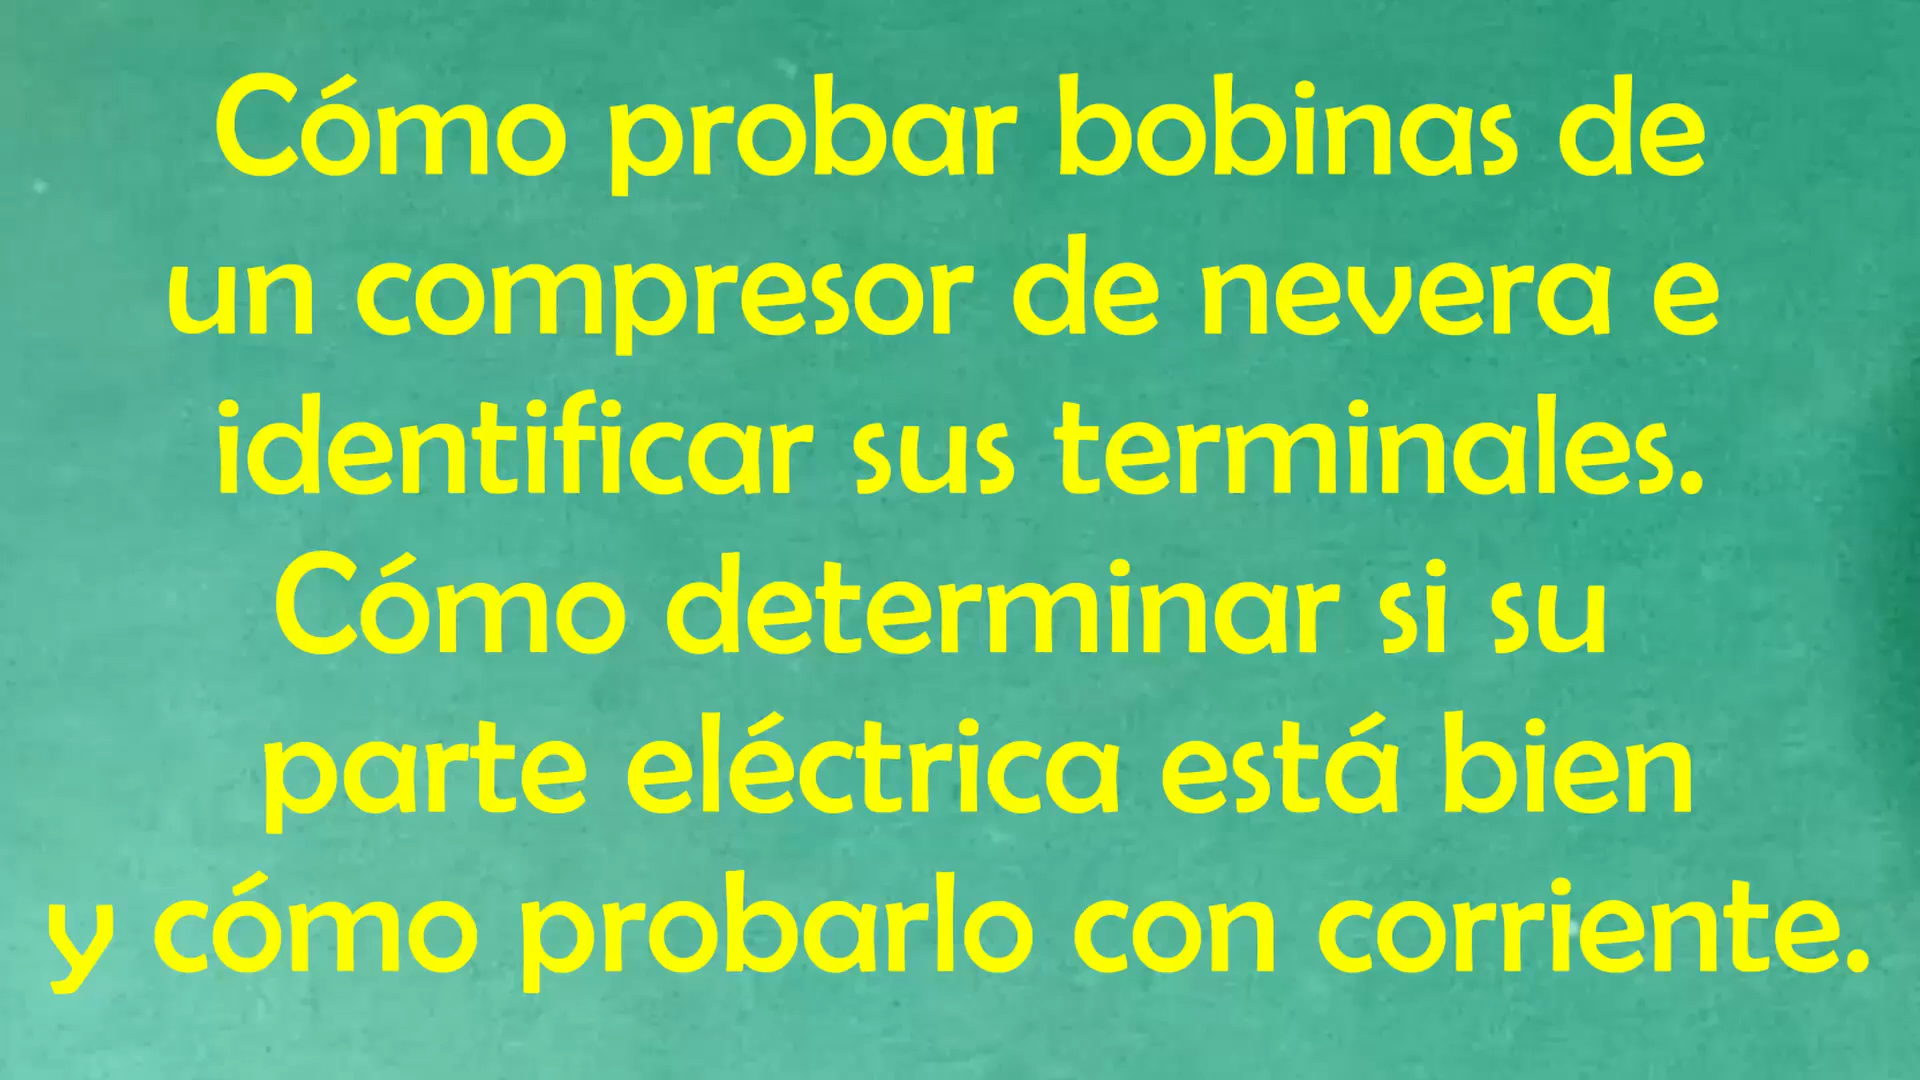 Cómo probar bobinas de
un compresor de nevera e
identificar sus terminales.
Cómo determinar si su
parte eléctrica está bien
y cómo probarlo con corriente.